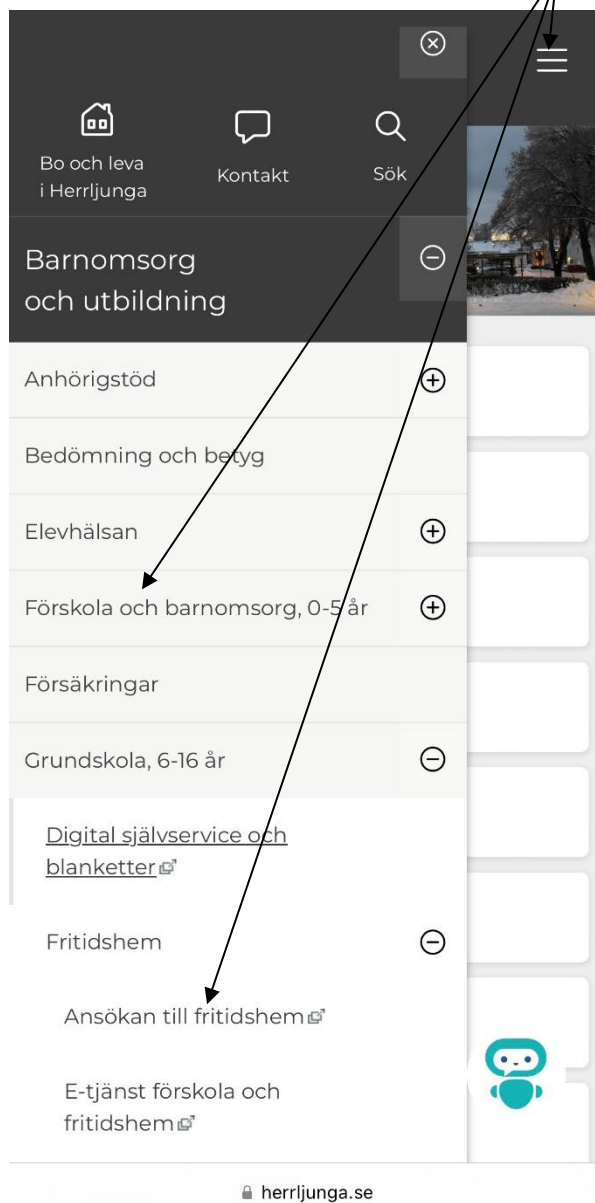 Bo och leva
i Herrljunga
Kontakt
Sök
Barnomsorg
och utbildning
Anhörigstöd
Bedömning och betyg
Elevhälsan
Förskola och barnomsorg, 0-5 år
Försäkringar
Grundskola, 6-16 år
Digital självservice och
blanketter
Fritidshem
Ansökan till fritidshem
E-tjänst förskola och
fritidshem
herrljunga.se